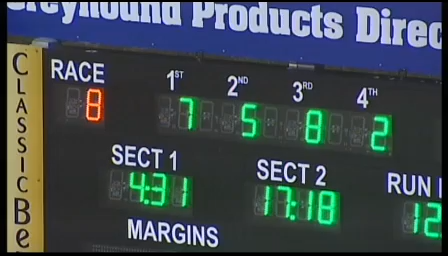 Greyhound Products Direc
CLASSIC Be
RACE 1ST 2ND 3RD 4TH
8 7 5 8 2
SECT 1 SECT 2 RUN
4:31 17:18 12
MARGINS